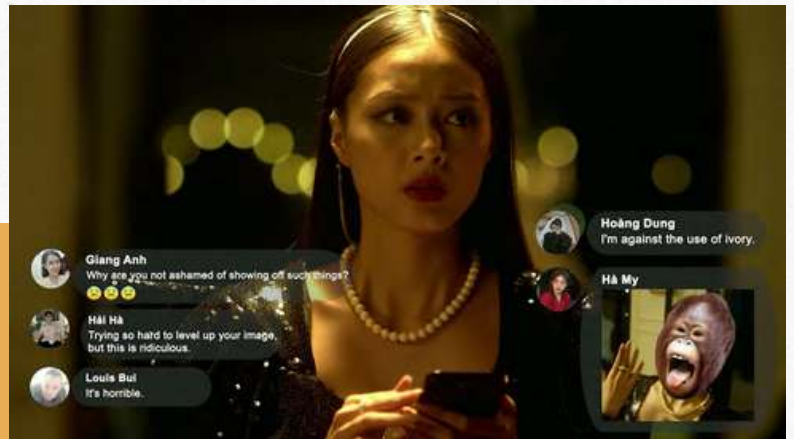 Giang Anh
Why are you not ashamed of showing off such things?
Hải Hà
Trying so hard to level up your image,
but this is ridiculous.
Louis Bui
It's horrible.
Hoàng Dung
I'm against the use of ivory.
Hà My